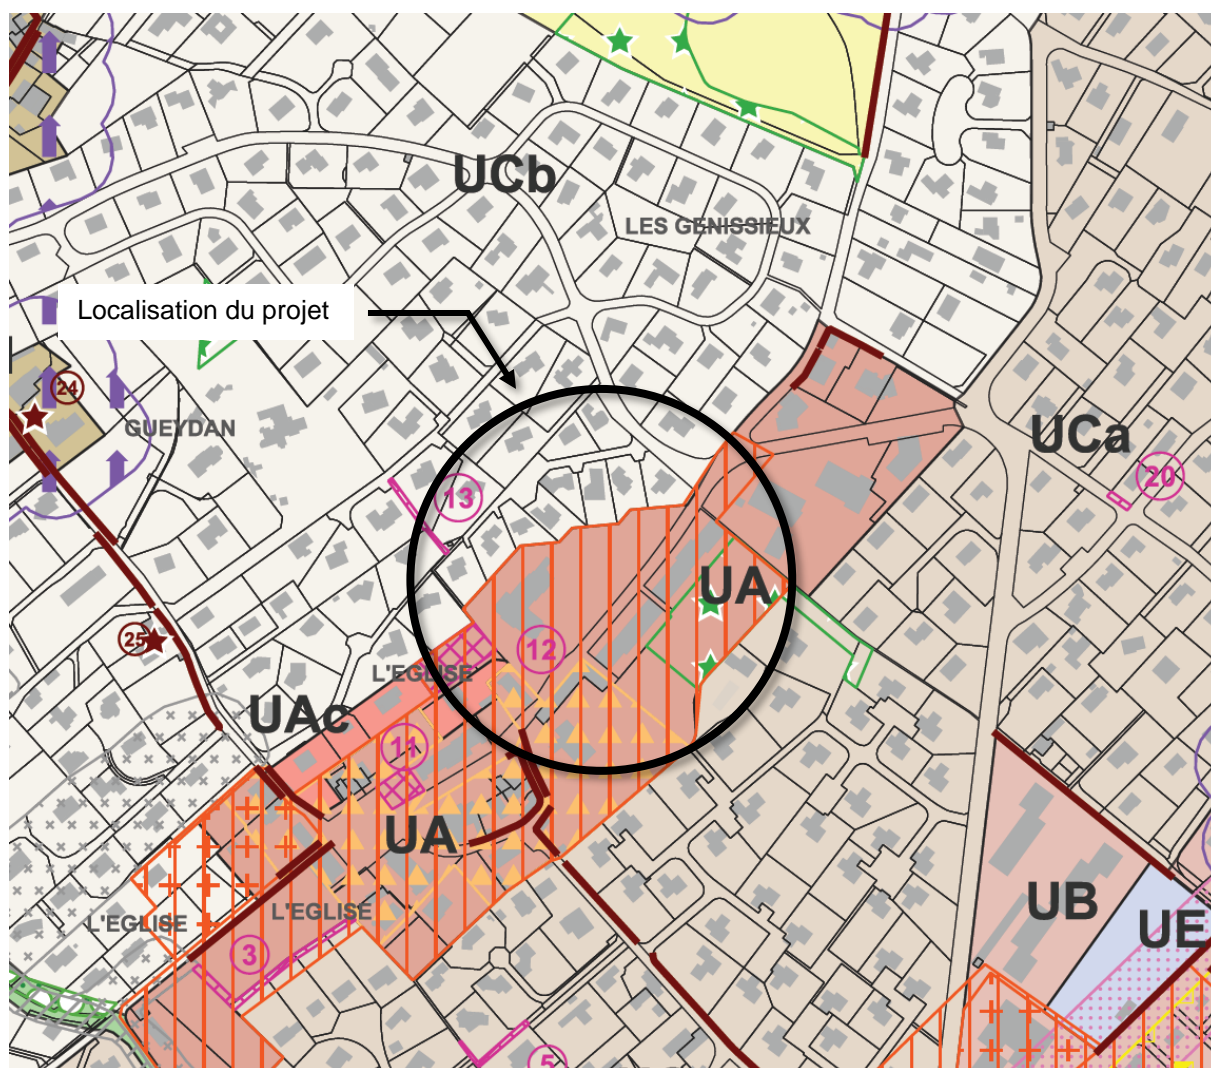 UCb
LES GENISSIEUX
Localisation du projet
24
GUEYDAN
UCa
20
13
UA
25
12
L'EGLISE
UAc
11
UA
UB
L'EGLISE
L'EGLISE
UE
3
5